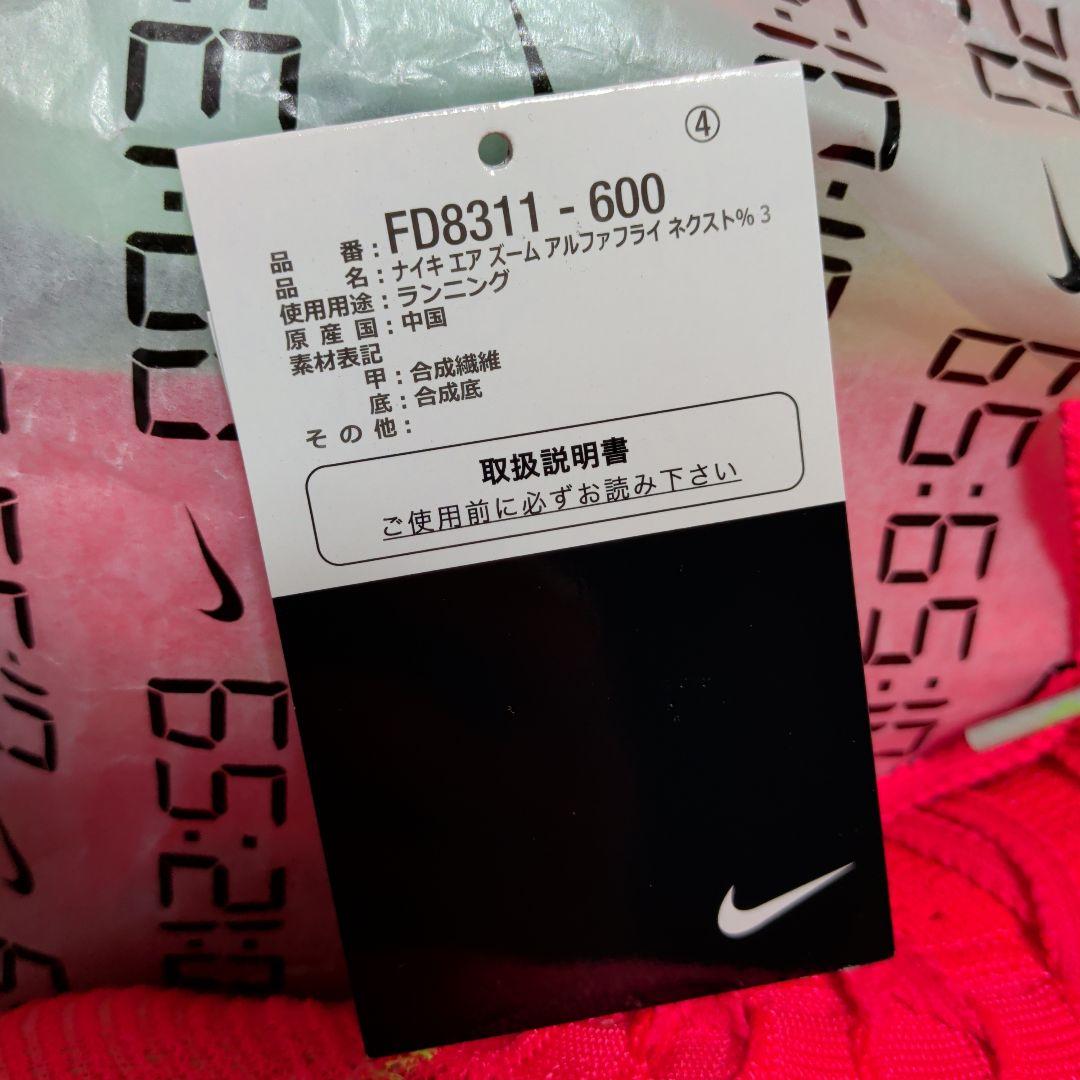 ④
品番：FD8311 - 600
品名：ナイキ エア ズーム アルファフライ ネクスト% 3
使用用途：ランニング
原産国：中国
素材表記
甲：合成繊維
底：合成底
その他：
取扱説明書
ご使用前に必ずお読み下さい